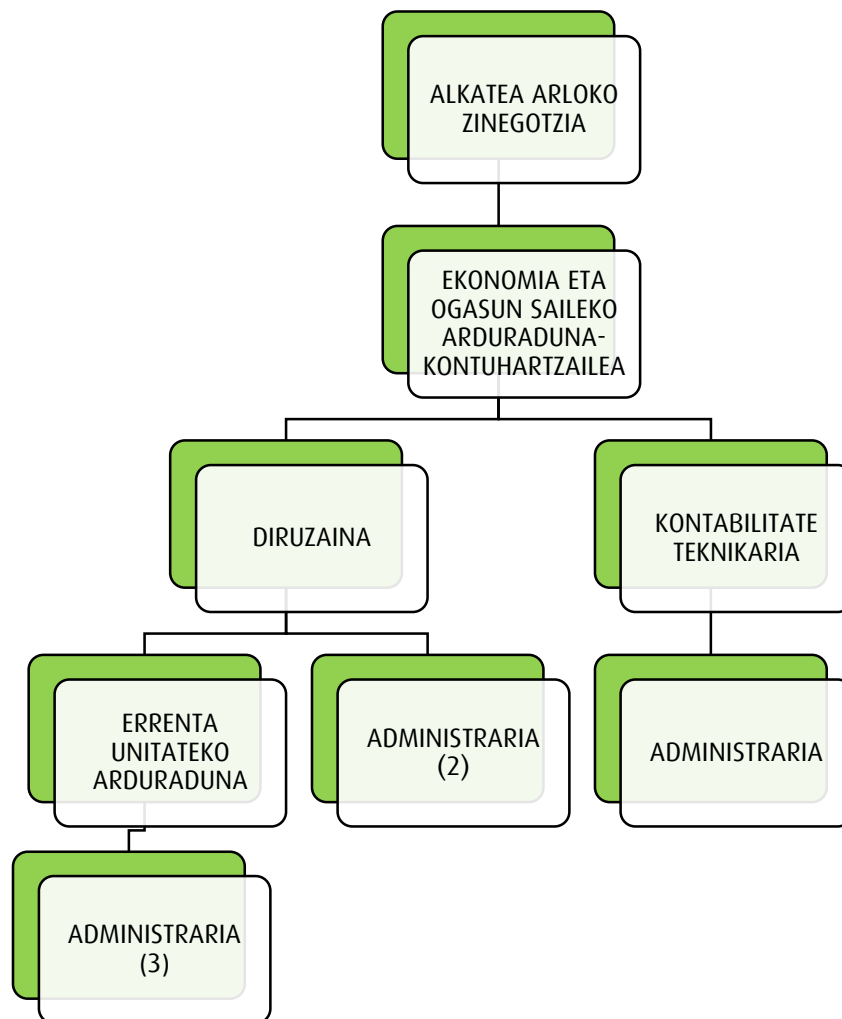 ALKATEA ARLOKO
ZINEGOTZIA
EKONOMIA ETA
OGASUN SAILEKO
ARDURADUNA-
KONTUHARTZAILEA
DIRUZAINA
KONTABILITATE
TEKNIKARIA
ERRENTA
UNITATEKO
ARDURADUNA
ADMINISTRARIA
(2)
ADMINISTRARIA
ADMINISTRARIA
(3)